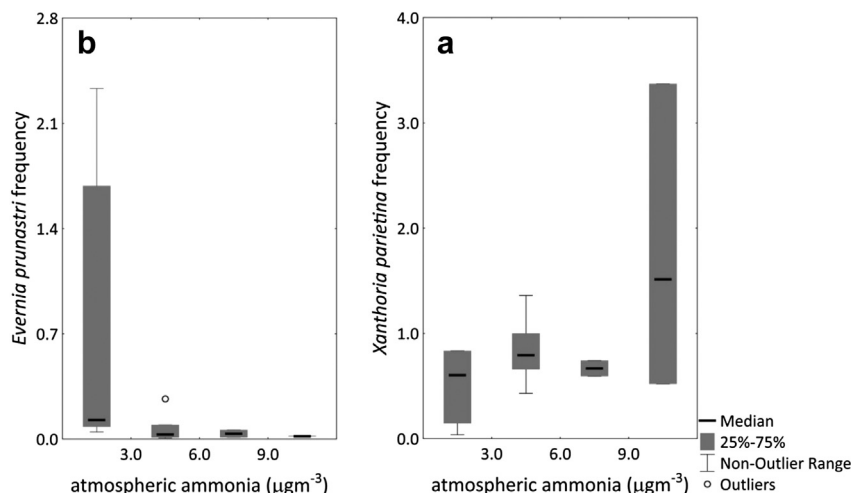 b
2.8
2.1
1.4
0.7
0.0
Evernia prunastri frequency
3.0 6.0 9.0
atmospheric ammonia (µgm⁻³)
a
4.0
3.0
2.0
1.0
0.0
Xanthoria parietina frequency
3.0 6.0 9.0
atmospheric ammonia (µgm⁻³)
Median
25%-75%
Non-Outlier Range
Outliers